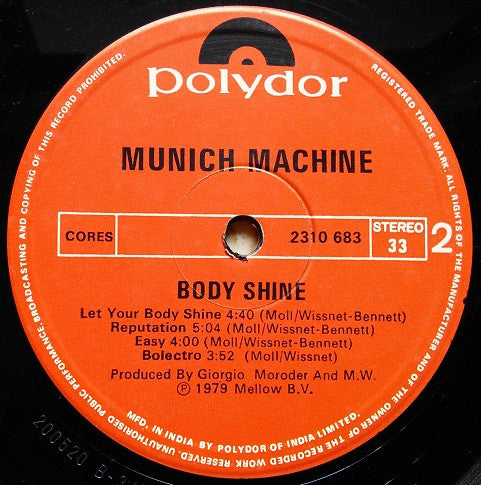 polydor
MUNICH MACHINE
CORES
2310 683
STEREO
33
2
BODY SHINE
Let Your Body Shine 4:40 (Moll/Wissnet-Bennett)
Reputation 5:04 (Moll/Wissnet-Bennett)
Easy 4:00 (Moll/Wissnet-Bennett)
Bolectro 3:52 (Moll/Wissnet)
Produced By Giorgio Moroder And M.W.
Ⓟ 1979 Mellow B.V.
MFD. IN INDIA BY POLYDOR OF INDIA LIMITED.
REGISTERED TRADE MARK. ALL RIGHTS OF THE MANUFACTURER AND OF THE OWNER OF THE RECORDED WORK RESERVED. UNAUTHORISED PUBLIC PERFORMANCE BROADCASTING AND COPYING OF THIS RECORD PROHIBITED.
200520 B-